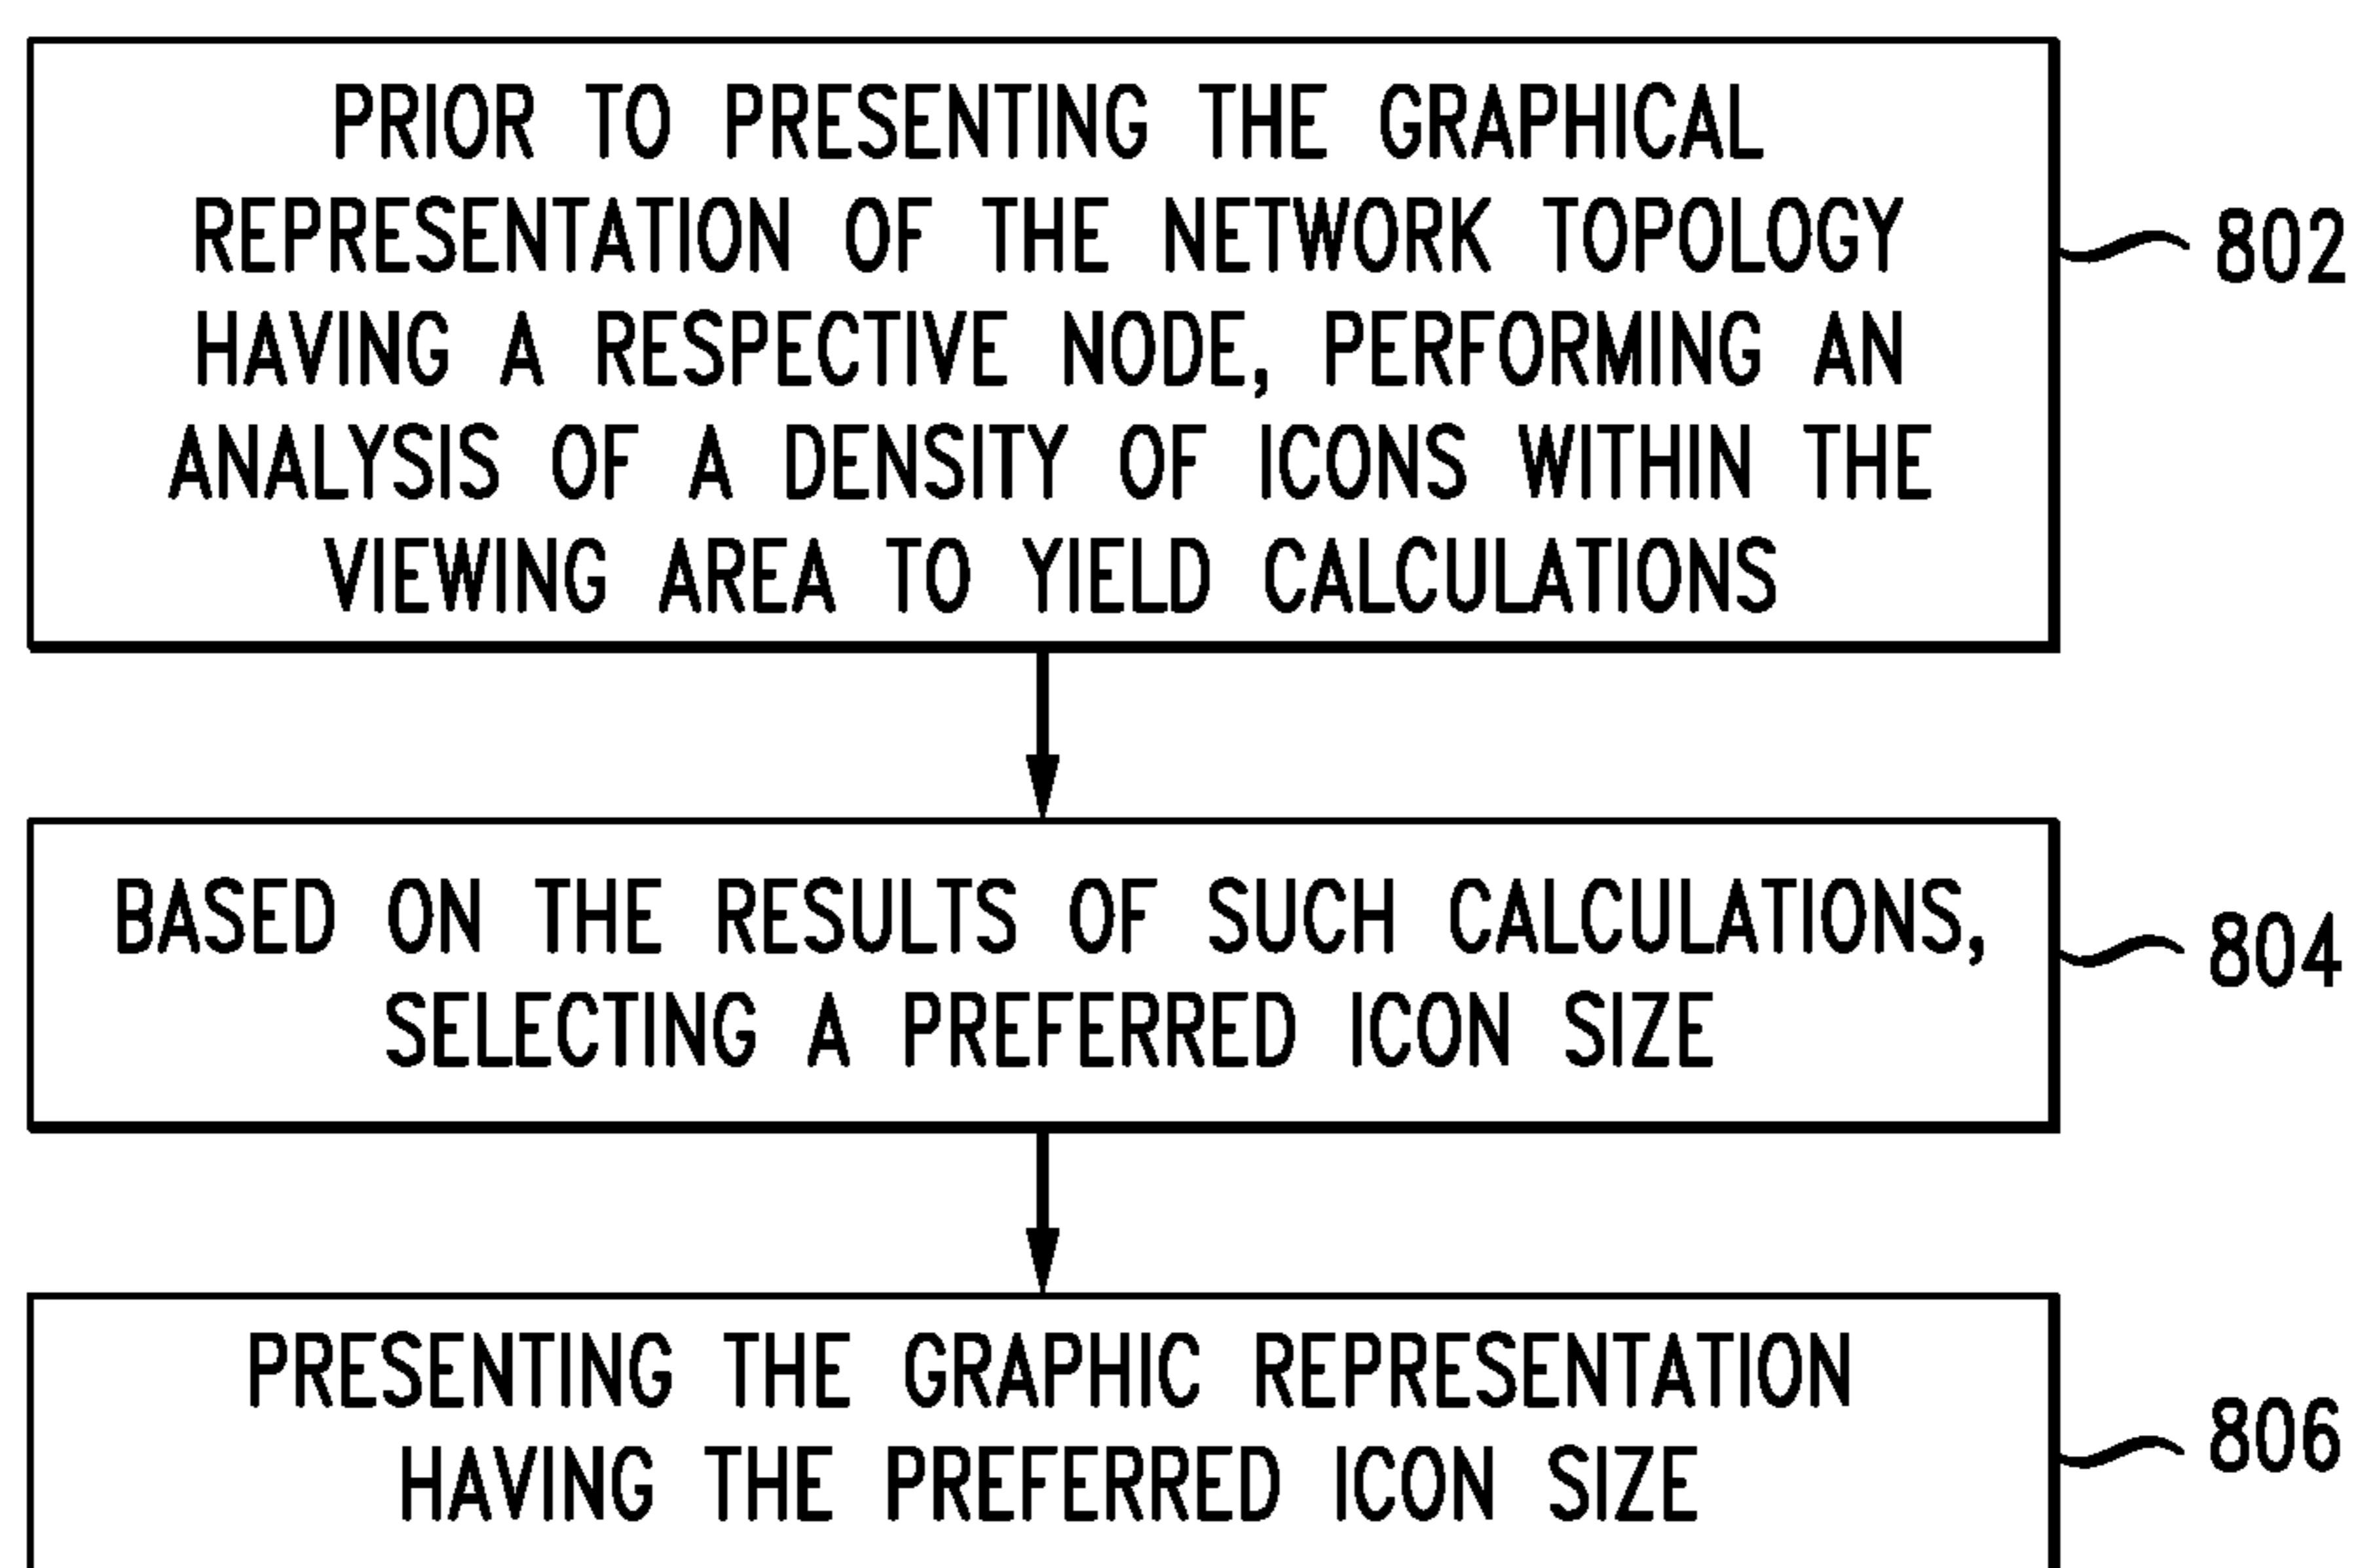 PRIOR TO PRESENTING THE GRAPHICAL
REPRESENTATION OF THE NETWORK TOPOLOGY
HAVING A RESPECTIVE NODE, PERFORMING AN
ANALYSIS OF A DENSITY OF ICONS WITHIN THE
VIEWING AREA TO YIELD CALCULATIONS
802
BASED ON THE RESULTS OF SUCH CALCULATIONS,
SELECTING A PREFERRED ICON SIZE
804
PRESENTING THE GRAPHIC REPRESENTATION
HAVING THE PREFERRED ICON SIZE
806